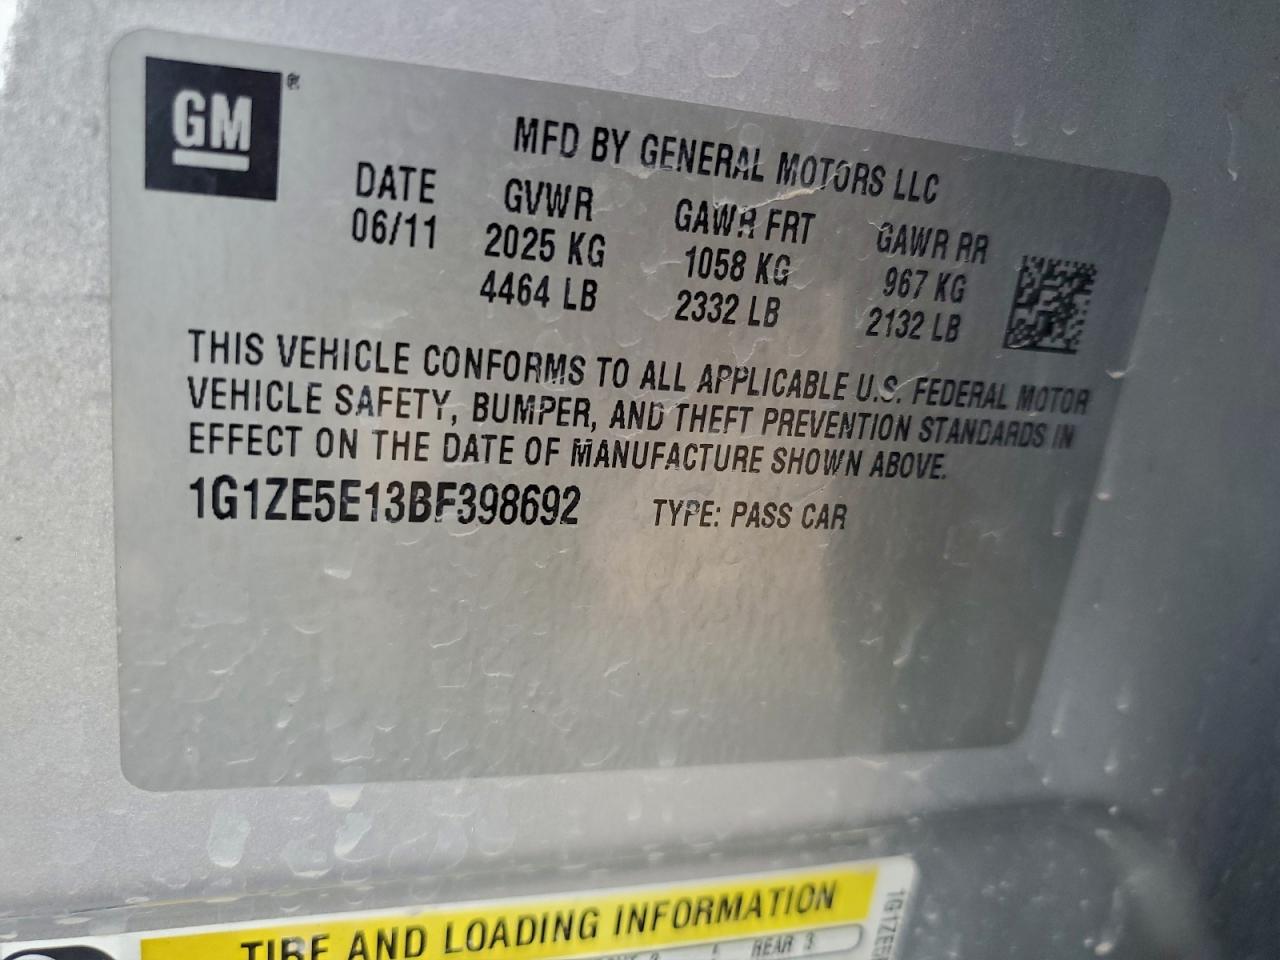 GM ®
MFD BY GENERAL MOTORS LLC
DATE GVWR GAWR FRT GAWR RR
06/11 2025 KG 1058 KG 967 KG
4464 LB 2332 LB 2132 LB
THIS VEHICLE CONFORMS TO ALL APPLICABLE U.S. FEDERAL MOTOR
VEHICLE SAFETY, BUMPER, AND THEFT PREVENTION STANDARDS IN
EFFECT ON THE DATE OF MANUFACTURE SHOWN ABOVE.
1G1ZE5E13BF398692 TYPE: PASS CAR
TIRE AND LOADING INFORMATION
REAR 3